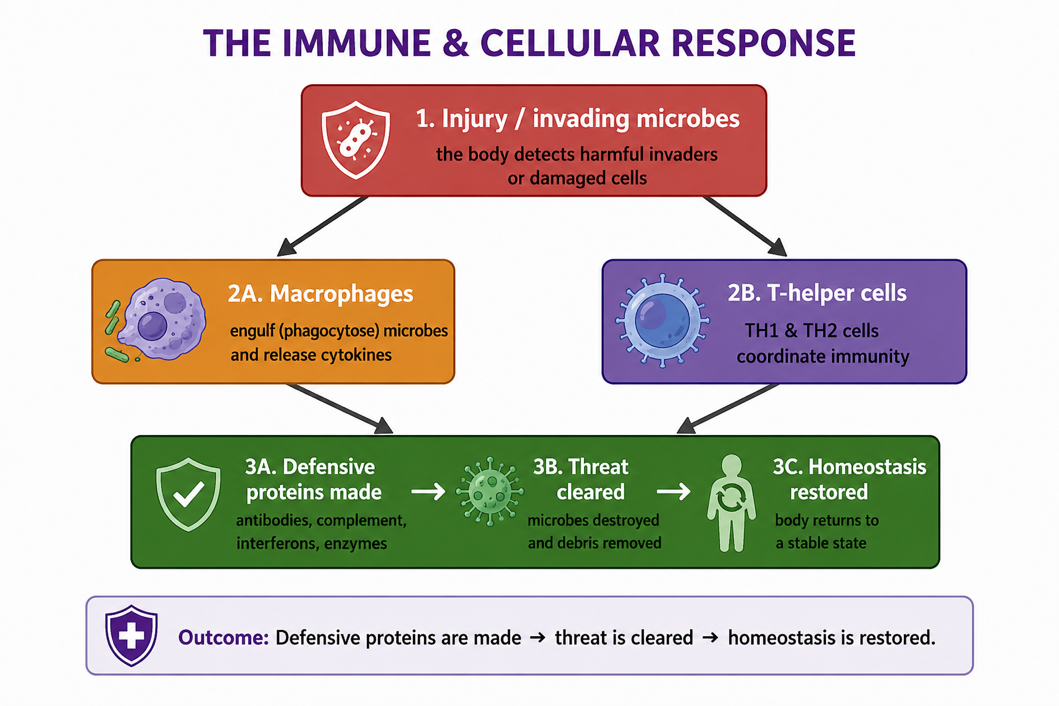 THE IMMUNE & CELLULAR RESPONSE
1. Injury / invading microbes
the body detects harmful invaders
or damaged cells
2A. Macrophages
engulf (phagocytose) microbes
and release cytokines
2B. T-helper cells
TH1 & TH2 cells
coordinate immunity
3A. Defensive
proteins made
antibodies, complement,
interferons, enzymes
3B. Threat
cleared
microbes destroyed
and debris removed
3C. Homeostasis
restored
body returns to
a stable state
Outcome: Defensive proteins are made → threat is cleared → homeostasis is restored.